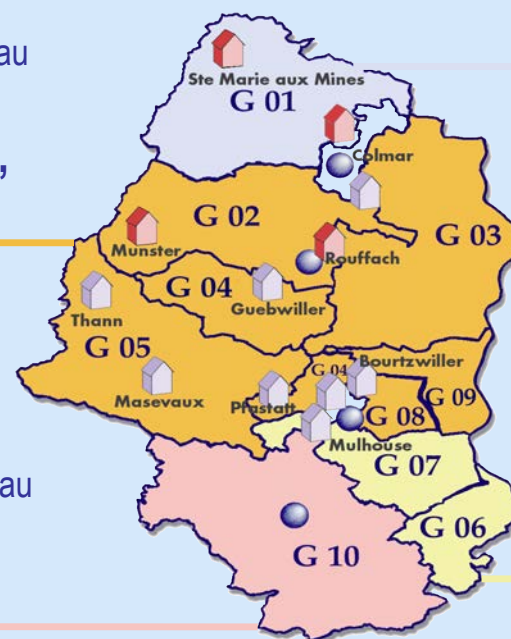 au
Ste Marie aux Mines
G 01
,
Colmar
G 02
G 03
Munster
Rouffach
G 04
Guebwiller
Thann
G 05
Bourtzwiller
G 04
Masevaux
Pfastatt
G 08
G 09
Mulhouse
G 07
au
G 06
G 10